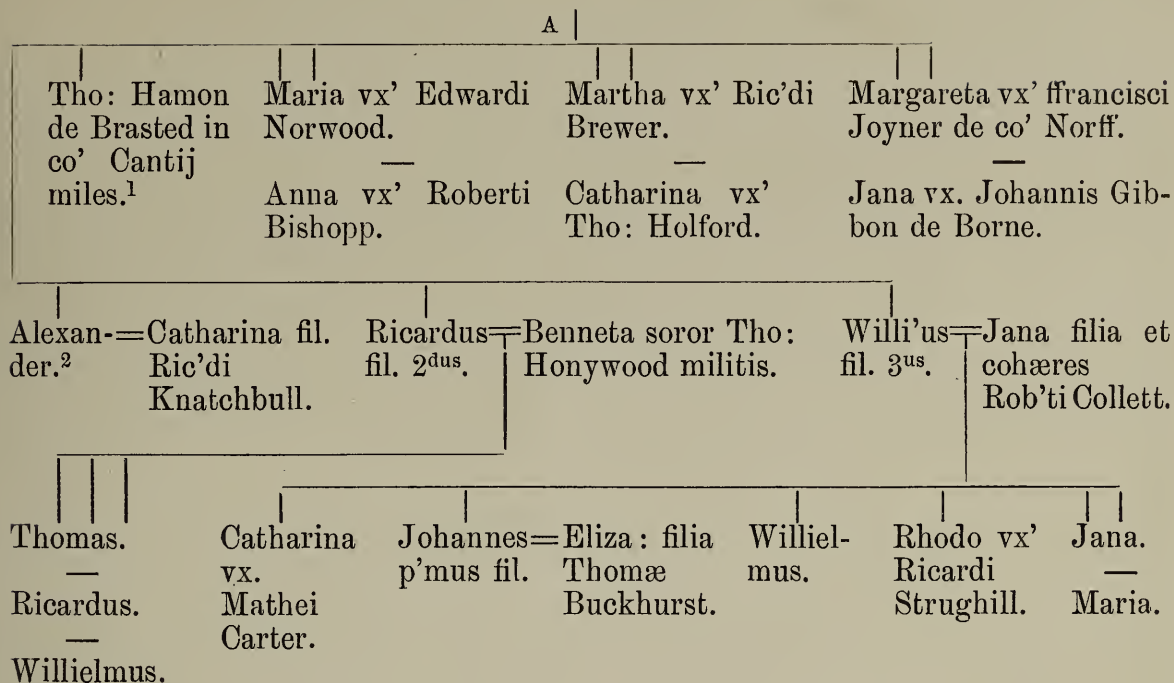 A
Tho: Hamon
de Brasted in
co' Cantij
miles.¹
Maria vx' Edwardi
Norwood.
—
Anna vx' Roberti
Bishopp.
Martha vx' Ric'di
Brewer.
—
Catharina vx'
Tho: Holford.
Margareta vx' ffrancisci
Joyner de co' Norff'.
—
Jana vx. Johannis Gib-
bon de Borne.
Alexan-=Catharina fil.
der.² Ric'di
Knatchbull.
Ricardus=Benneta soror Tho:
fil. 2ᵈᵘˢ. Honywood militis.
Willi'us=Jana filia et
fil. 3ᵘˢ. cohæres
Rob'ti Collett.
Thomas.
—
Ricardus.
—
Willielmus.
Catharina
vx.
Mathei
Carter.
Johannes=Eliza: filia
p'mus fil. Thomæ
Buckhurst.
Williel-
mus.
Rhodo vx'
Ricardi
Strughill.
Jana.
—
Maria.